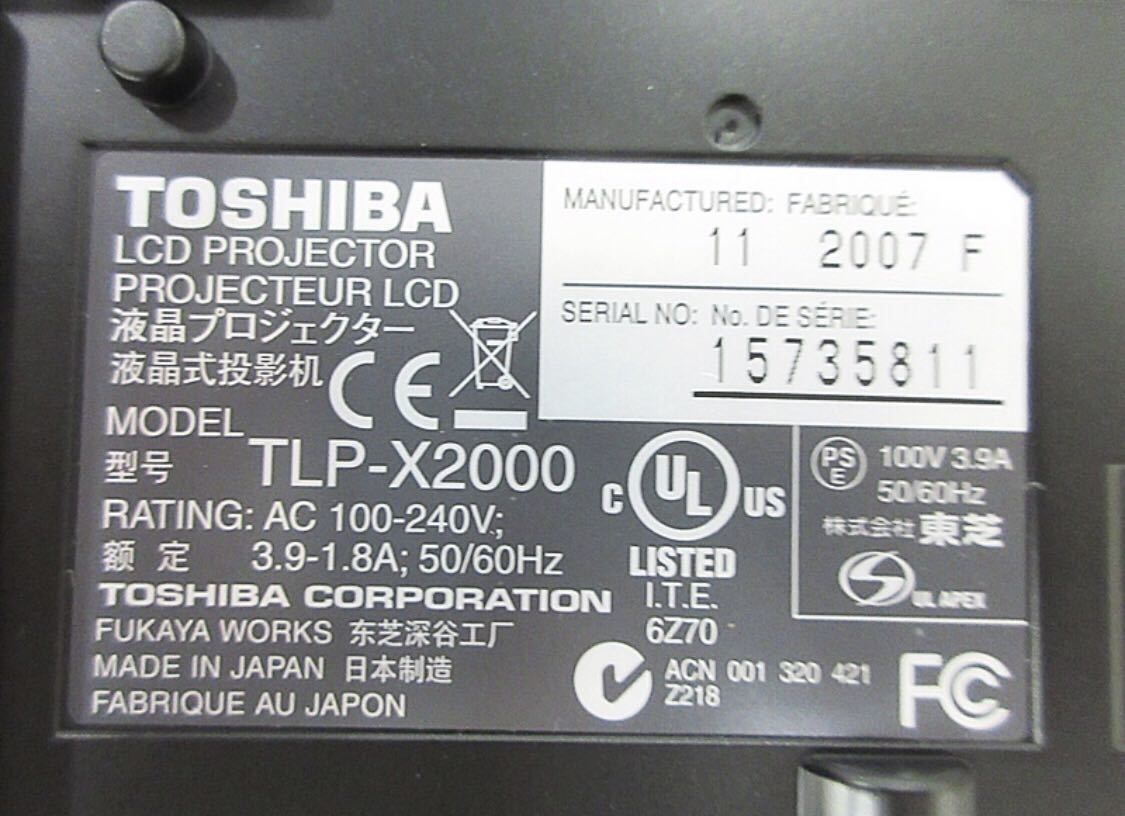 TOSHIBA
LCD PROJECTOR
PROJECTEUR LCD
液晶プロジェクター
液晶式投影机
CE
MODEL
型号 TLP-X2000
RATING: AC 100-240V;
额 定 3.9-1.8A; 50/60Hz
TOSHIBA CORPORATION
FUKAYA WORKS 东芝深谷工厂
MADE IN JAPAN 日本制造
FABRIQUE AU JAPON
MANUFACTURED: FABRIQUÉ:
11 2007 F
SERIAL NO: No. DE SÉRIE:
15735811
C UL US
LISTED
I.T.E.
6Z70
PS E 100V 3.9A
50/60Hz
株式会社 東芝
UL APEX
ACN 001 320 421
Z218
FC